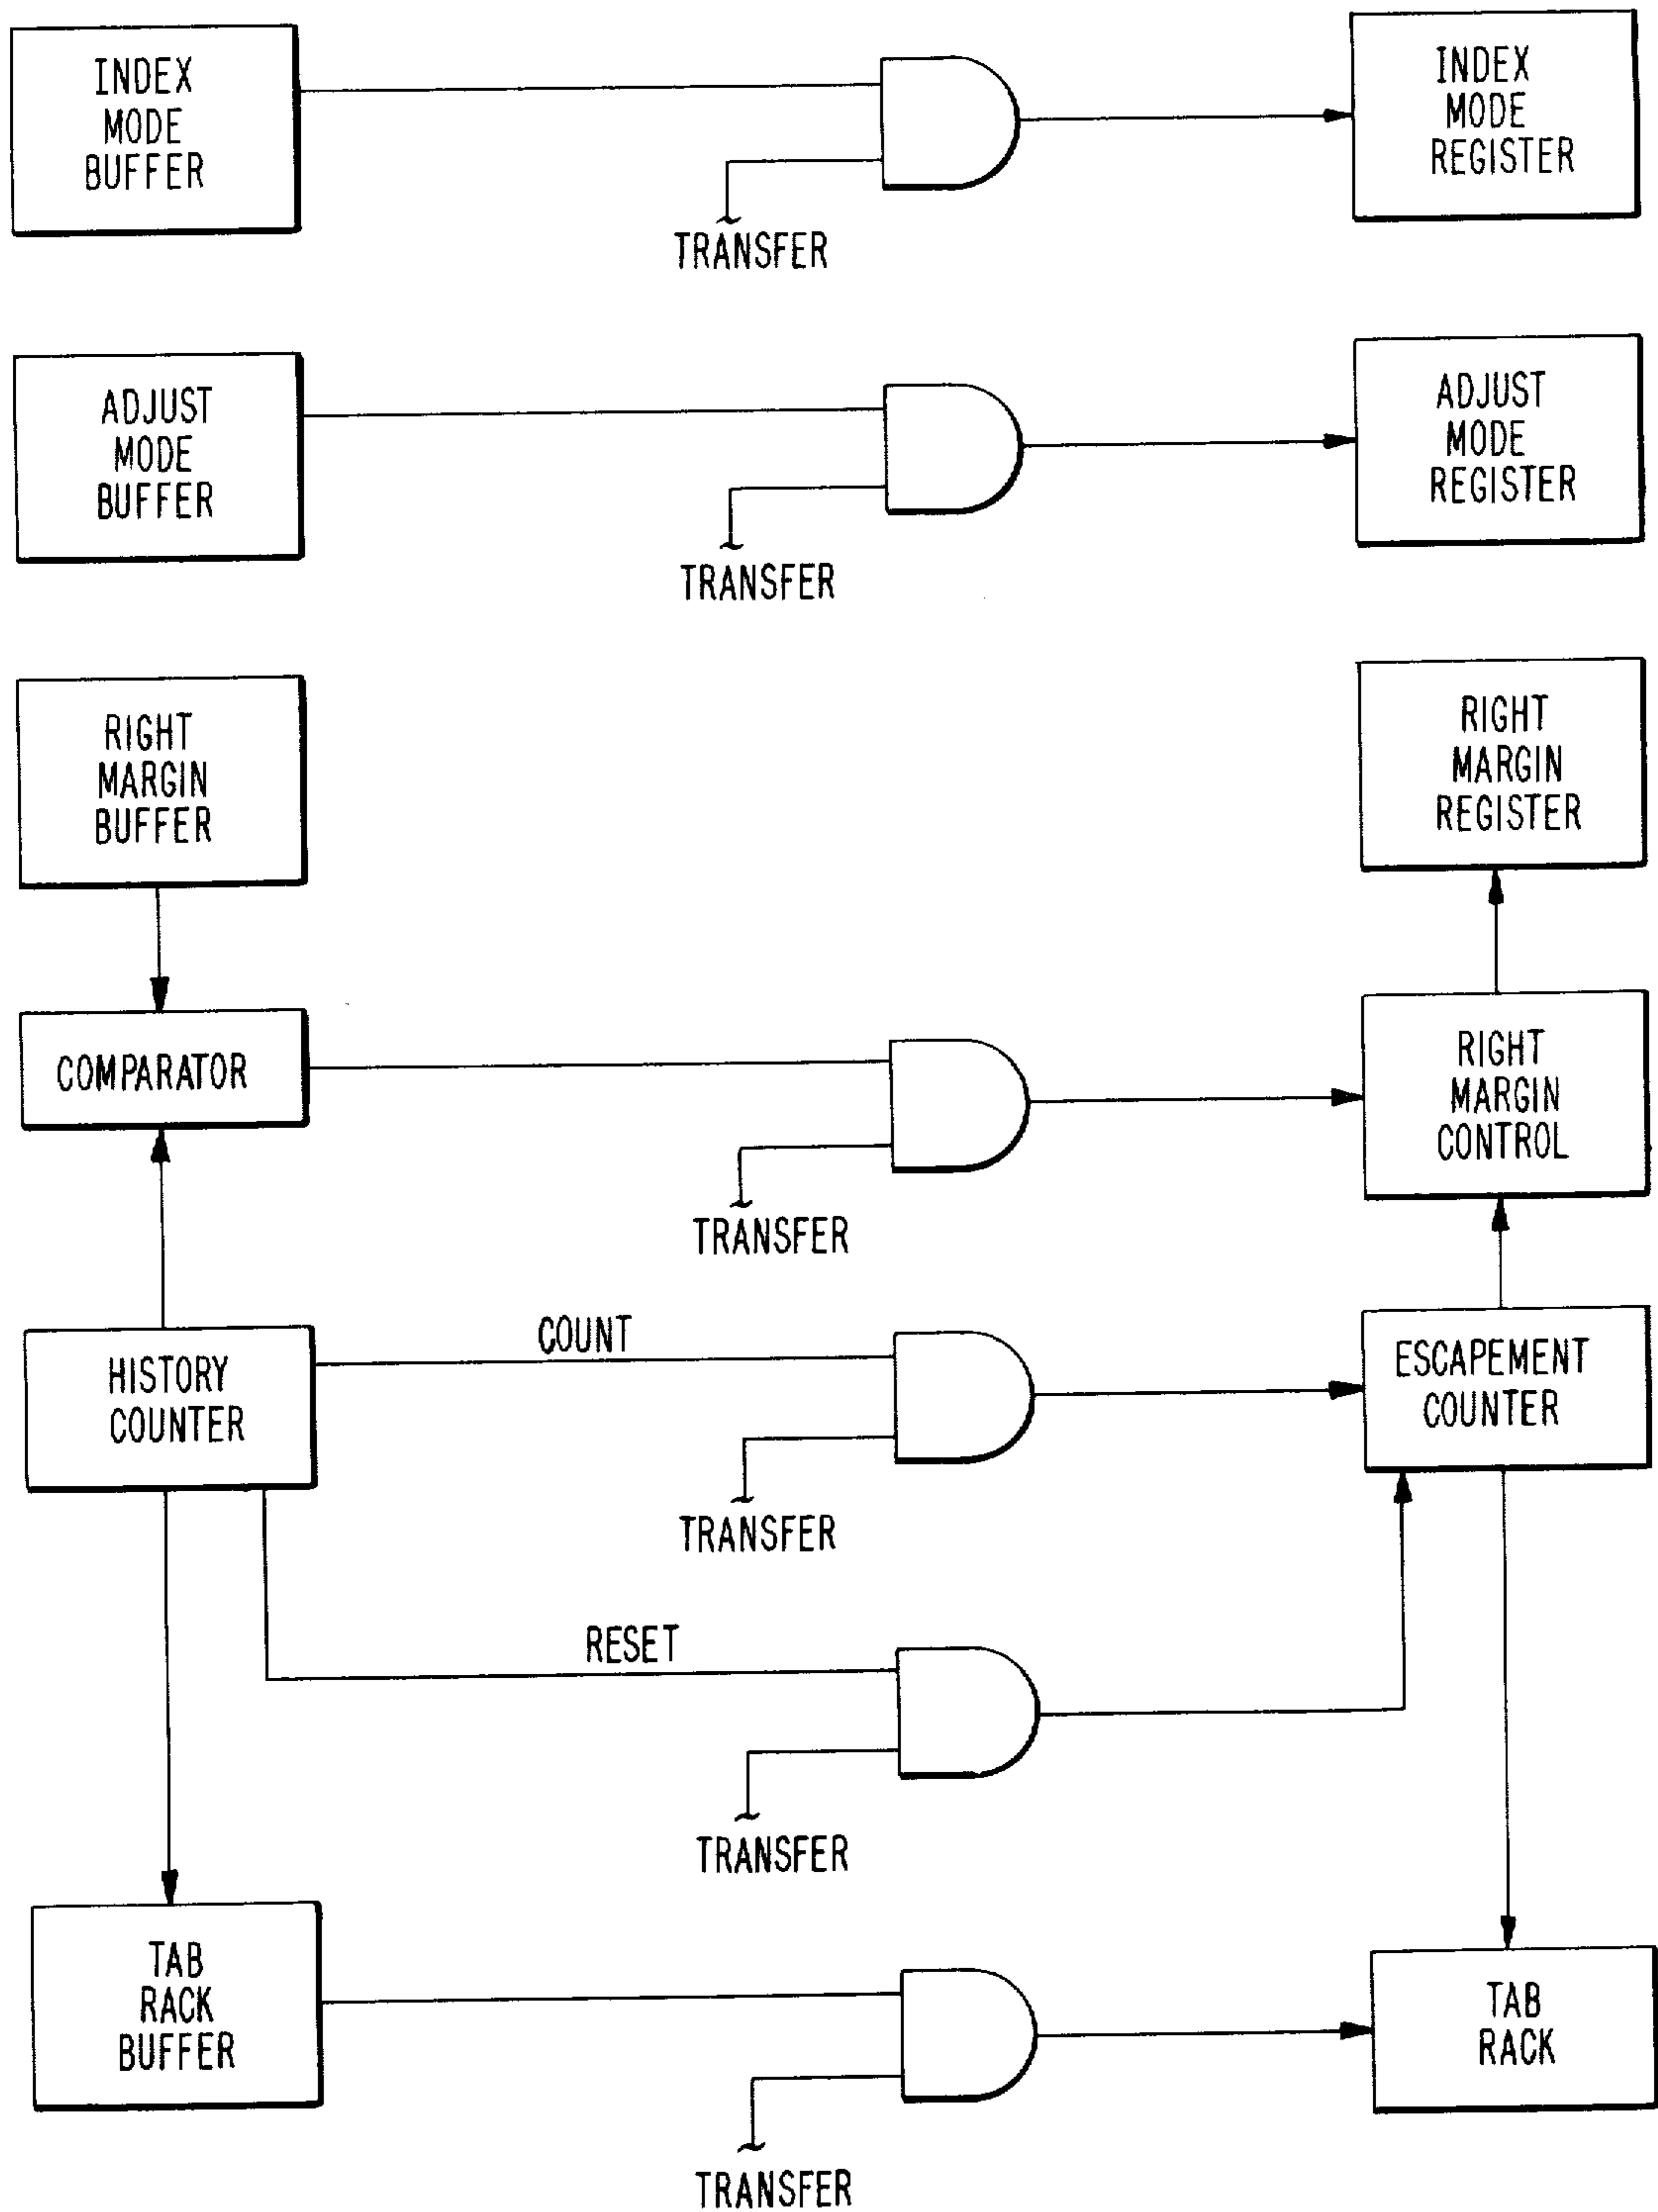 INDEX
MODE
BUFFER
TRANSFER
INDEX
MODE
REGISTER
ADJUST
MODE
BUFFER
TRANSFER
ADJUST
MODE
REGISTER
RIGHT
MARGIN
BUFFER
RIGHT
MARGIN
REGISTER
COMPARATOR
TRANSFER
RIGHT
MARGIN
CONTROL
HISTORY
COUNTER
COUNT
TRANSFER
ESCAPEMENT
COUNTER
RESET
TRANSFER
TAB
RACK
BUFFER
TRANSFER
TAB
RACK